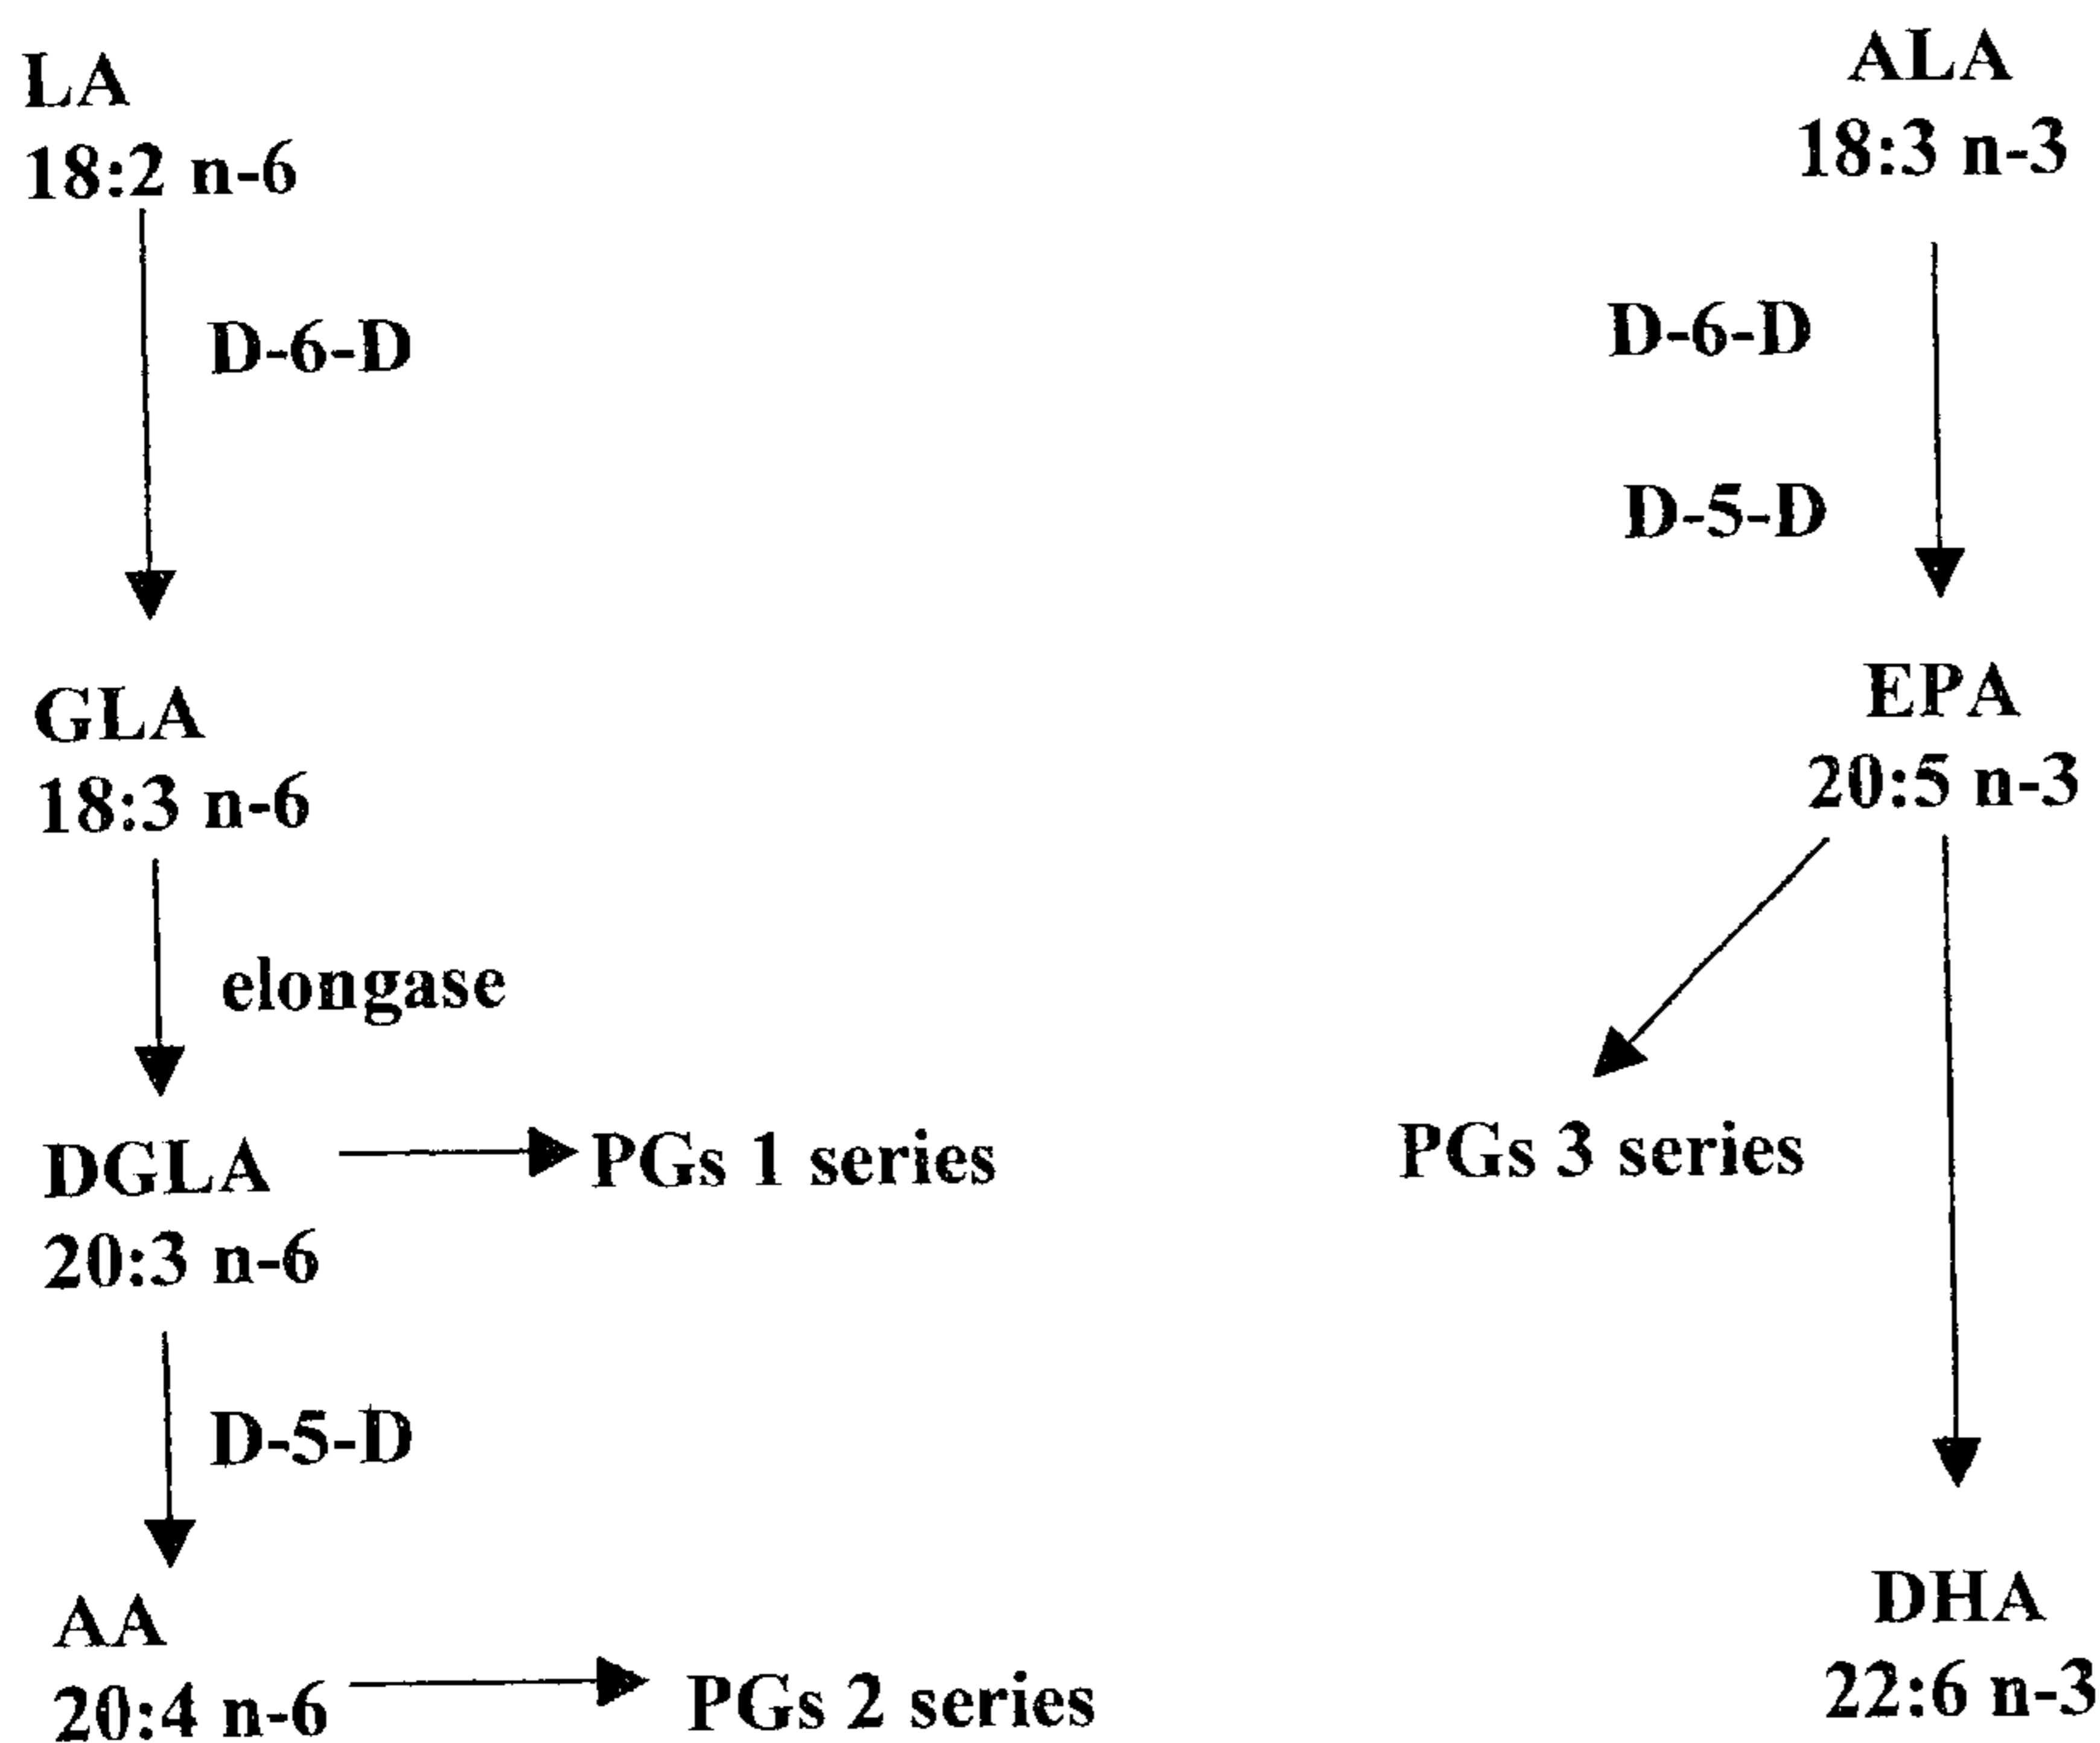 LA
18:2 n-6
D-6-D
GLA
18:3 n-6
elongase
DGLA
PGs 1 series
20:3 n-6
D-5-D
AA
20:4 n-6
PGs 2 series
ALA
18:3 n-3
D-6-D
D-5-D
EPA
20:5 n-3
PGs 3 series
DHA
22:6 n-3